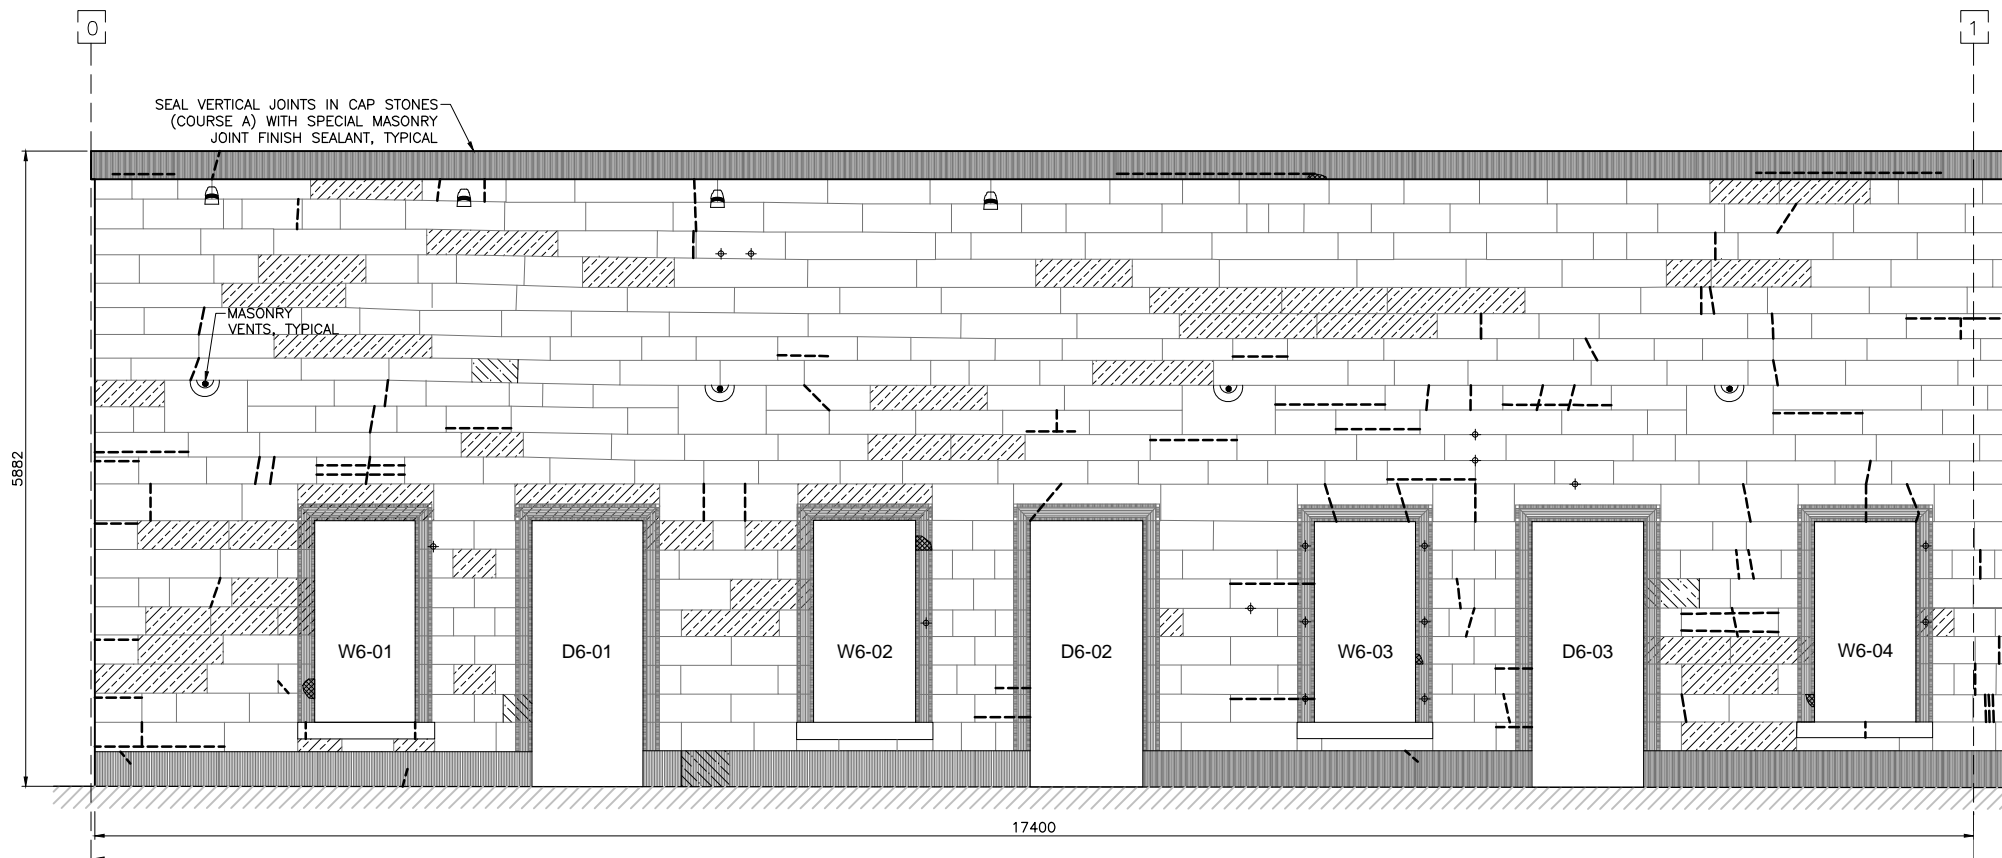 0
1
SEAL VERTICAL JOINTS IN CAP STONES
(COURSE A) WITH SPECIAL MASONRY
JOINT FINISH SEALANT, TYPICAL
MASONRY
VENTS, TYPICAL
5882
W6-01
D6-01
W6-02
D6-02
W6-03
D6-03
W6-04
17400